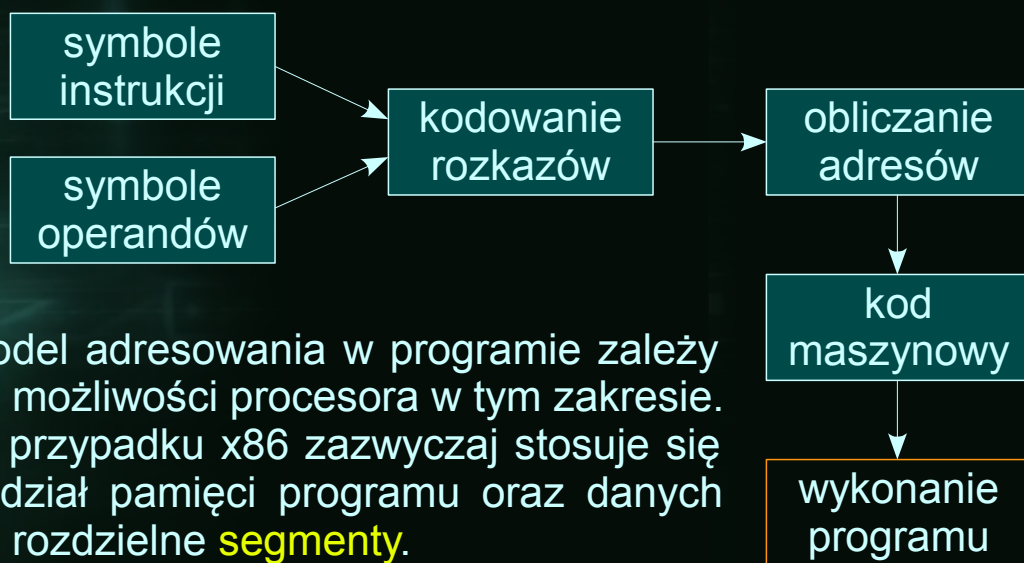 symbole
instrukcji
symbole
operandów
kodowanie
rozkazów
obliczanie
adresów
kod
maszynowy
wykonanie
programu
odel adresowania w programie zależy
możliwości procesora w tym zakresie.
przypadku x86 zazwyczaj stosuje się
dział pamięci programu oraz danych
rozdzielne segmenty.